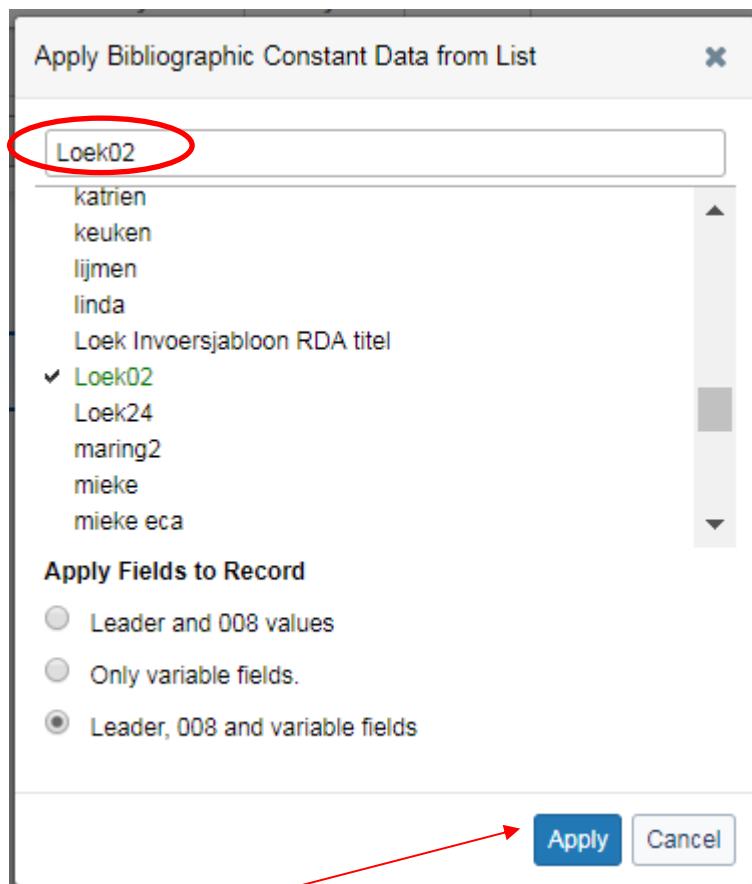 Apply Bibliographic Constant Data from List
Loek02
katrien
keuken
lijmen
linda
Loek Invoersjabloon RDA titel
Loek02
Loek24
maring2
mieke
mieke eca
Apply Fields to Record
Leader and 008 values
Only variable fields.
Leader, 008 and variable fields
Apply Cancel